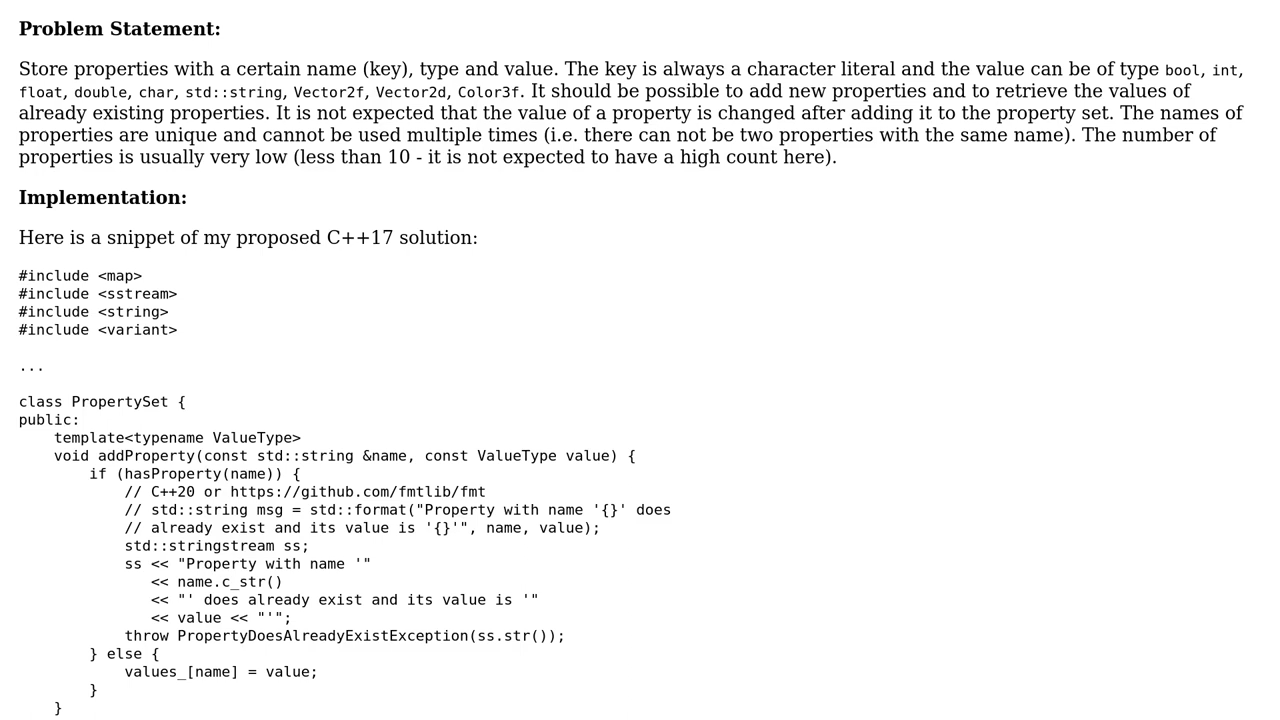 Problem Statement:
Store properties with a certain name (key), type and value. The key is always a character literal and the value can be of type bool, int,
float, double, char, std::string, Vector2f, Vector2d, Color3f. It should be possible to add new properties and to retrieve the values of
already existing properties. It is not expected that the value of a property is changed after adding it to the property set. The names of
properties are unique and cannot be used multiple times (i.e. there can not be two properties with the same name). The number of
properties is usually very low (less than 10 - it is not expected to have a high count here).
Implementation:
Here is a snippet of my proposed C++17 solution:
#include <map>
#include <sstream>
#include <string>
#include <variant>
...
class PropertySet {
public:
    template<typename ValueType>
    void addProperty(const std::string &name, const ValueType value) {
        if (hasProperty(name)) {
            // C++20 or https://github.com/fmtlib/fmt
            // std::string msg = std::format("Property with name '{}' does
            // already exist and its value is '{}'", name, value);
            std::stringstream ss;
            ss << "Property with name '"
               << name.c_str()
               << "' does already exist and its value is '"
               << value << "'";
            throw PropertyDoesAlreadyExistException(ss.str());
        } else {
            values_[name] = value;
        }
    }